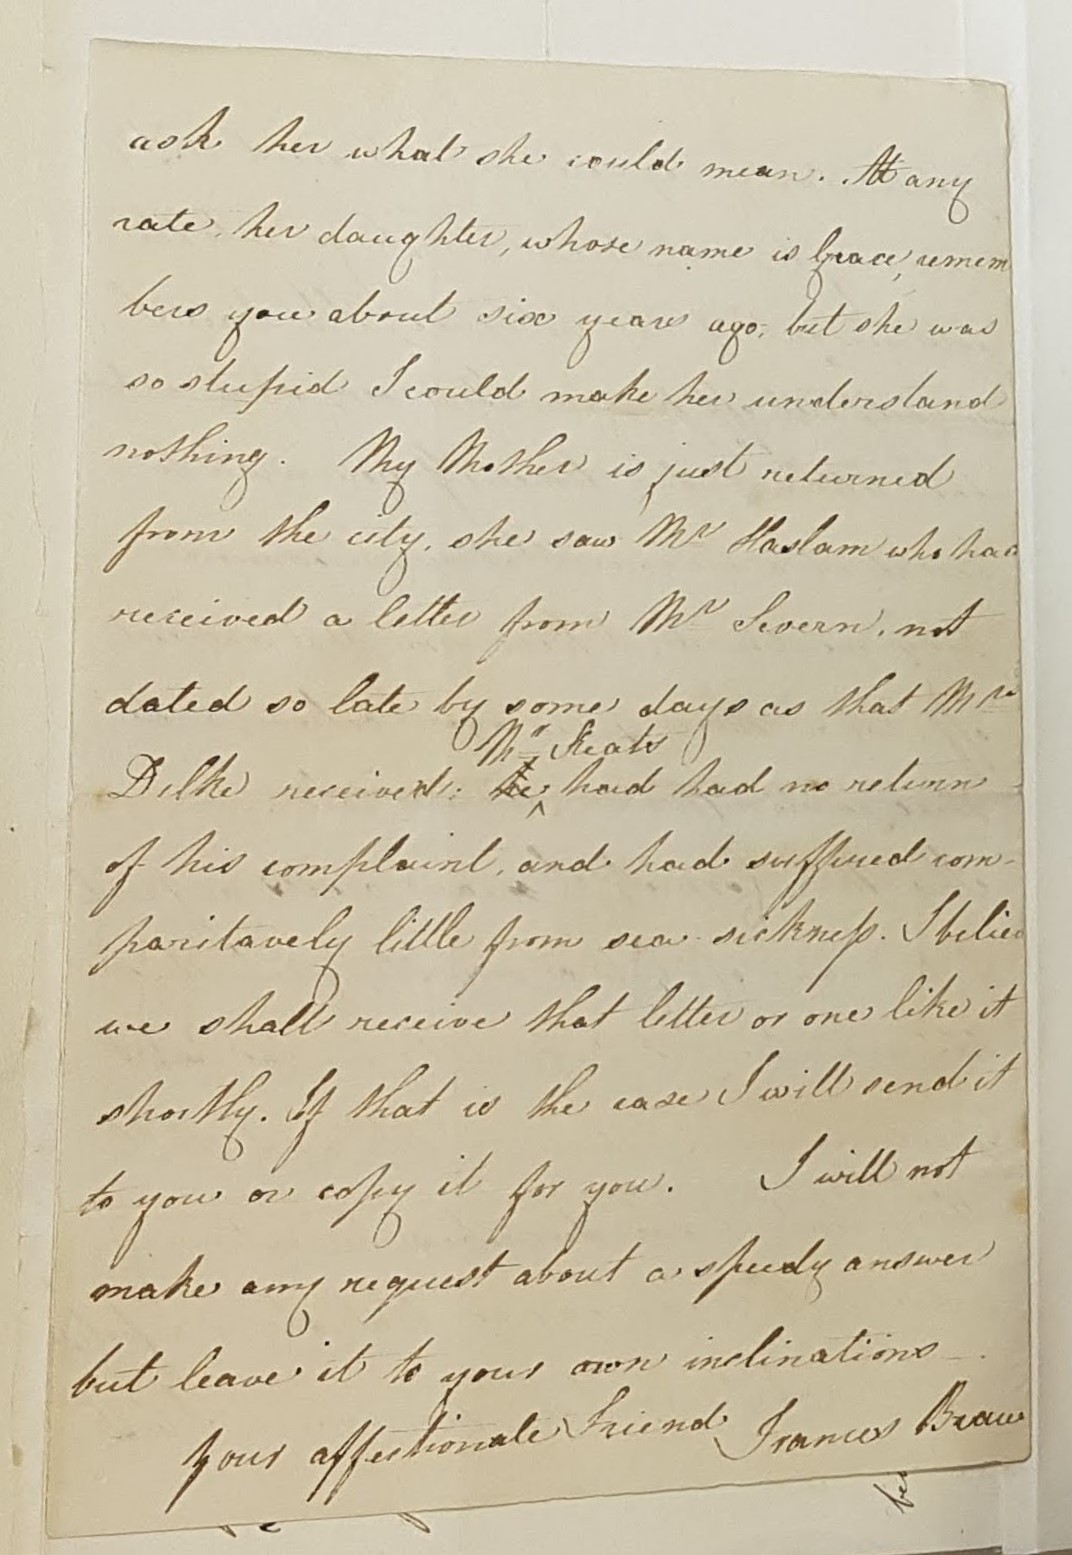 ask her what she could mean. At any
rate, her daughter, whose name is Grace, remem
bers you about six years ago, but she was
so stupid I could make her understand
nothing. My Mother is just returned
from the city, she saw Mr Haslam who had
received a letter from Mr Severn, not
dated so late by some days as that Mrs
Mr Keats
Dilke received; he had had no return
of his complaint, and had suffered com-
paritavely little from sea sickness. I believ
we shall receive that letter or one like it
shortly. If that is the case I will send it
to you or copy it for you. I will not
make any request about a speedy answer
but leave it to your own inclinations—.
Your affectionate Friend Frances Braw